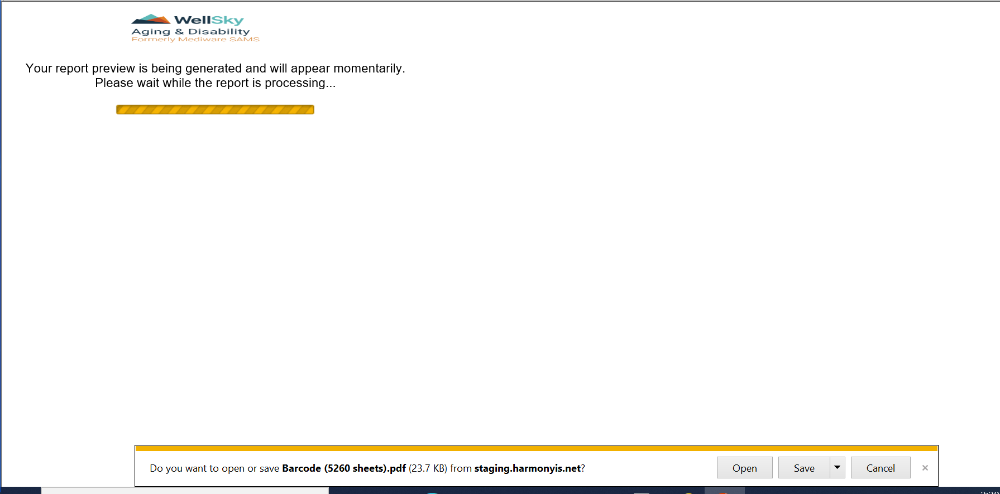 WellSky
Aging & Disability
Formerly Mediware SAMS
Your report preview is being generated and will appear momentarily.
Please wait while the report is processing...
Do you want to open or save Barcode (5260 sheets).pdf (23.7 KB) from staging.harmonyis.net?
Open
Save
Cancel